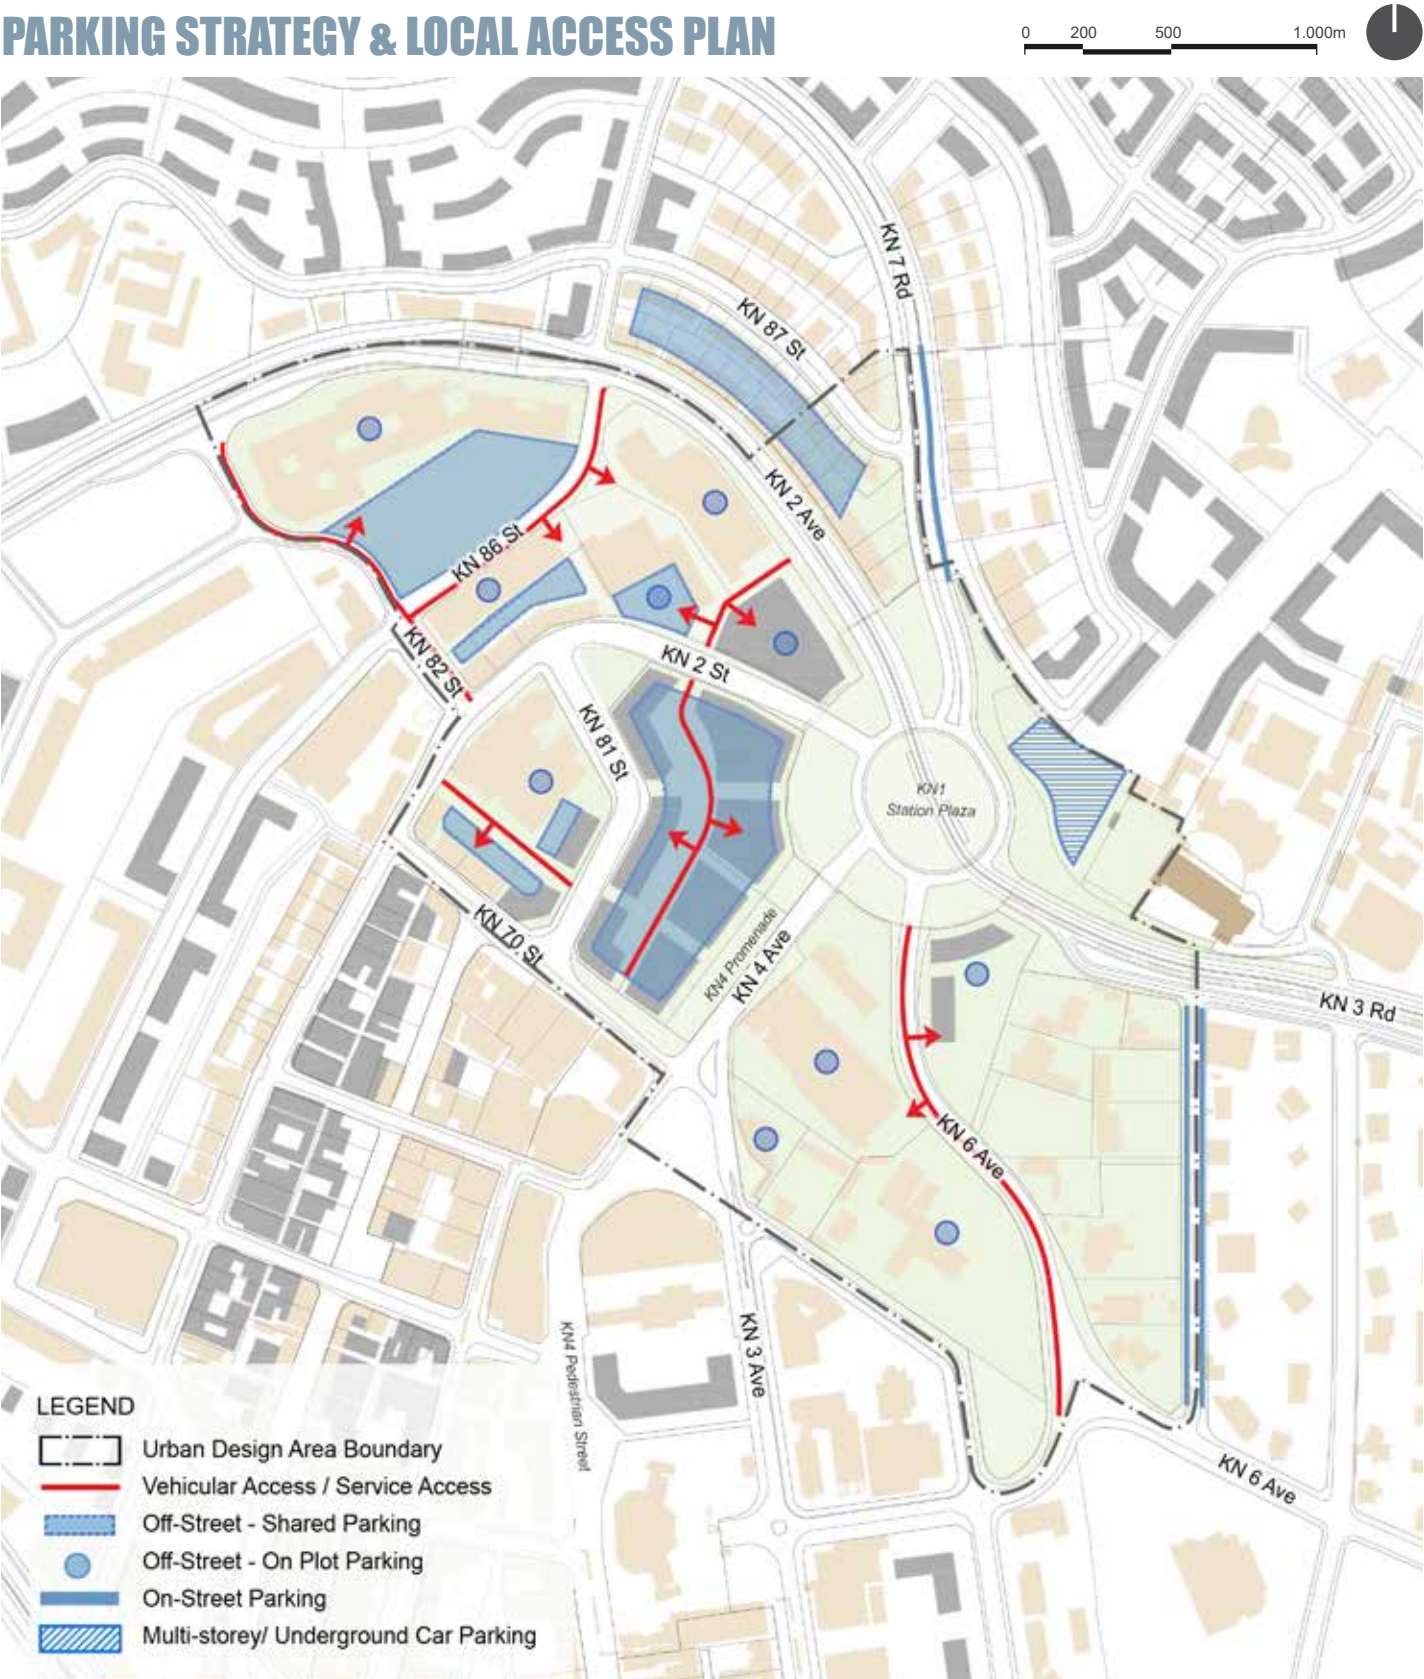 PARKING STRATEGY & LOCAL ACCESS PLAN
0 200 500 1.000m
KN 7 Rd
KN 87 St
KN 2 Ave
KN 86 St
KN 82 St
KN 2 St
KN 81 St
KN1
Station Plaza
KN 70 St
KN4 Promenade
KN 4 Ave
KN 3 Rd
KN 6 Ave
KN 3 Ave
KN4 Pedestrian Street
KN 6 Ave
LEGEND
Urban Design Area Boundary
Vehicular Access / Service Access
Off-Street - Shared Parking
Off-Street - On Plot Parking
On-Street Parking
Multi-storey/ Underground Car Parking